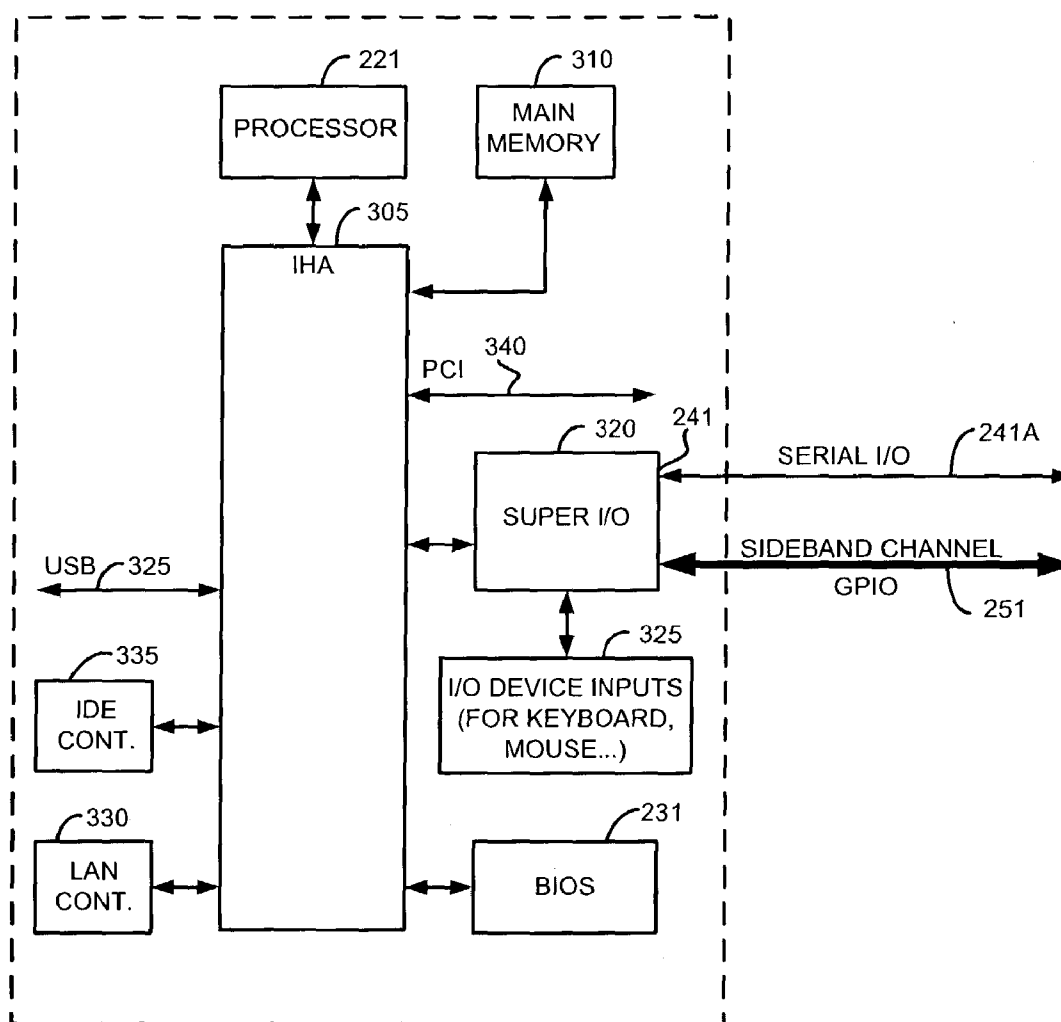 221
310
PROCESSOR
MAIN
MEMORY
305
IHA
PCI
340
320
241
241A
SERIAL I/O
SUPER I/O
SIDEBAND CHANNEL
GPIO
251
USB
325
335
IDE
CONT.
325
I/O DEVICE INPUTS
(FOR KEYBOARD,
MOUSE...)
330
LAN
CONT.
231
BIOS